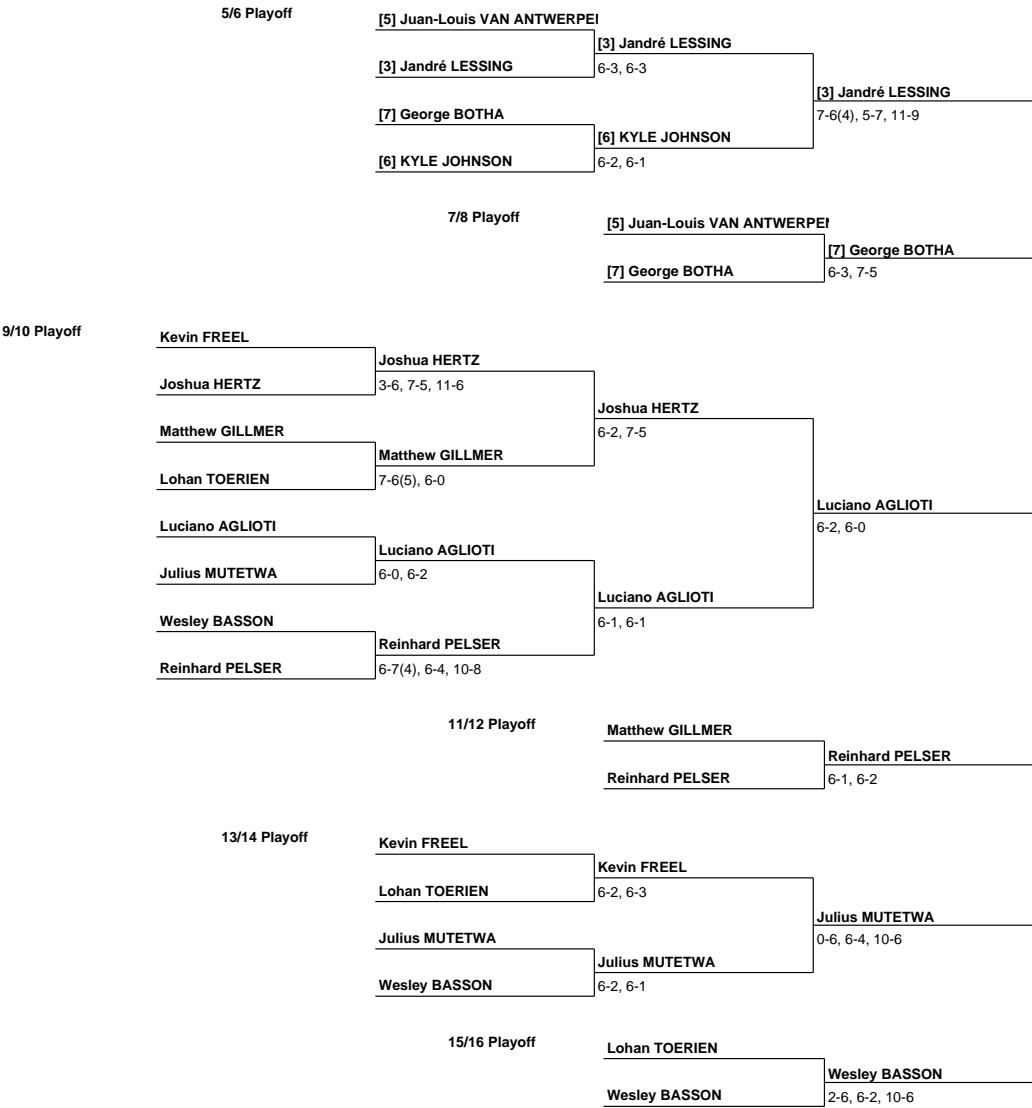 5/6 Playoff
[5] Juan-Louis VAN ANTWERPE
[3] Jandré LESSING
[3] Jandré LESSING
6-3, 6-3
[3] Jandré LESSING
7-6(4), 5-7, 11-9
[7] George BOTHA
[6] KYLE JOHNSON
[6] KYLE JOHNSON
6-2, 6-1
7/8 Playoff
[5] Juan-Louis VAN ANTWERPE
[7] George BOTHA
[7] George BOTHA
6-3, 7-5
9/10 Playoff
Kevin FREEL
Joshua HERTZ
Joshua HERTZ
3-6, 7-5, 11-6
Joshua HERTZ
6-2, 7-5
Matthew GILLMER
Matthew GILLMER
Lohan TOERIEN
7-6(5), 6-0
Luciano AGLIOTI
6-2, 6-0
Luciano AGLIOTI
Luciano AGLIOTI
Julius MUTETWA
6-0, 6-2
Luciano AGLIOTI
6-1, 6-1
Wesley BASSON
Reinhard PELSER
Reinhard PELSER
6-7(4), 6-4, 10-8
11/12 Playoff
Matthew GILLMER
Reinhard PELSER
Reinhard PELSER
6-1, 6-2
13/14 Playoff
Kevin FREEL
Kevin FREEL
Lohan TOERIEN
6-2, 6-3
Julius MUTETWA
0-6, 6-4, 10-6
Julius MUTETWA
Julius MUTETWA
Wesley BASSON
6-2, 6-1
15/16 Playoff
Lohan TOERIEN
Wesley BASSON
Wesley BASSON
2-6, 6-2, 10-6